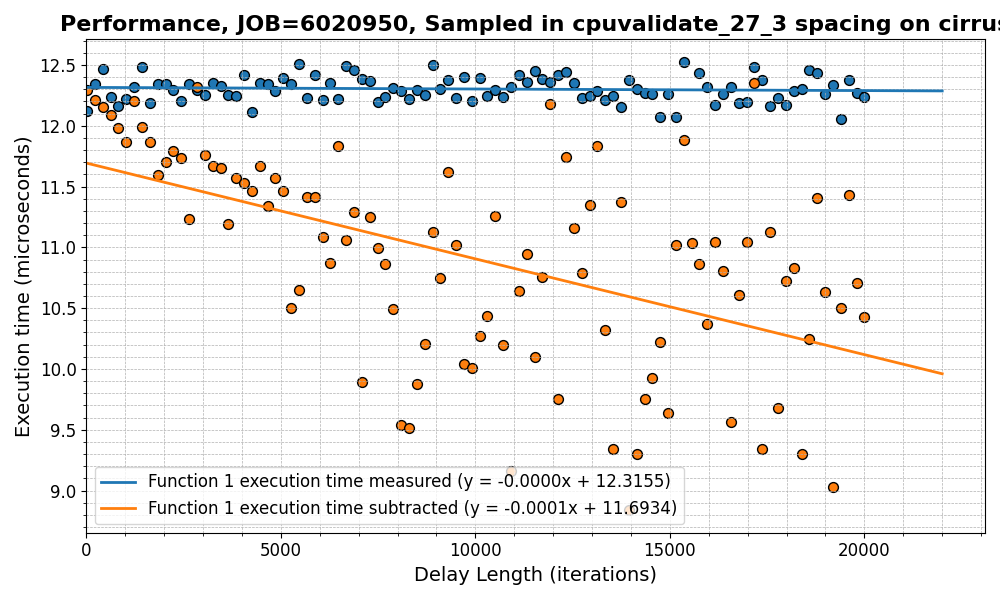 Performance, JOB=6020950, Sampled in cpuvalidate_27_3 spacing on cirrus
Execution time (microseconds)
12.5
12.0
11.5
11.0
10.5
10.0
9.5
9.0
Function 1 execution time measured (y = -0.0000x + 12.3155)
Function 1 execution time subtracted (y = -0.0001x + 11.6934)
0 5000 10000 15000 20000
Delay Length (iterations)